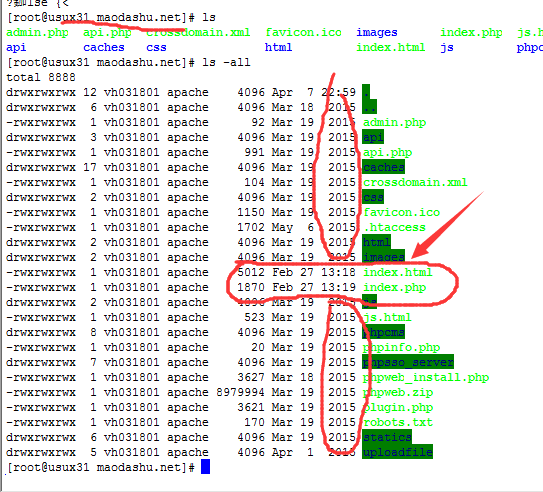 [root@usux31 maodashu.net]# ls
admin.php api.php crossdomain.xml favicon.ico images index.php js.h
api caches css html index.html js phpc
[root@usux31 maodashu.net]# ls -all
total 8888
drwxrwxrwx 12 vh031801 apache 4096 Apr 7 22:59 .
drwxrwxrwx 6 vh031801 apache 4096 Mar 18 2015 ..
-rwxrwxrwx 1 vh031801 apache 92 Mar 19 2015 admin.php
drwxrwxrwx 3 vh031801 apache 4096 Mar 19 2015 api
-rwxrwxrwx 1 vh031801 apache 991 Mar 19 2015 api.php
drwxrwxrwx 17 vh031801 apache 4096 Mar 19 2015 caches
-rwxrwxrwx 1 vh031801 apache 104 Mar 19 2015 crossdomain.xml
drwxrwxrwx 2 vh031801 apache 4096 Mar 19 2015 css
-rwxrwxrwx 1 vh031801 apache 1150 Mar 19 2015 favicon.ico
-rwxrwxrwx 1 vh031801 apache 1702 May 6 2015 .htaccess
drwxrwxrwx 2 vh031801 apache 4096 Mar 19 2015 html
drwxrwxrwx 2 vh031801 apache 4096 Mar 19 2015 images
-rwxrwxrwx 1 vh031801 apache 5012 Feb 27 13:18 index.html
-rwxrwxrwx 1 vh031801 apache 1870 Feb 27 13:19 index.php
drwxrwxrwx 2 vh031801 apache 4096 Mar 19 2015 js
-rwxrwxrwx 1 vh031801 apache 523 Mar 19 2015 js.html
drwxrwxrwx 8 vh031801 apache 4096 Mar 19 2015 phpcms
-rwxrwxrwx 1 vh031801 apache 20 Mar 19 2015 phpinfo.php
drwxrwxrwx 7 vh031801 apache 4096 Mar 19 2015 phpsso_server
-rwxrwxrwx 1 vh031801 apache 3627 Mar 18 2015 phpweb_install.php
-rwxrwxrwx 1 vh031801 apache 8979994 Mar 19 2015 phpweb.zip
-rwxrwxrwx 1 vh031801 apache 3621 Mar 19 2015 plugin.php
-rwxrwxrwx 1 vh031801 apache 170 Mar 19 2015 robots.txt
drwxrwxrwx 6 vh031801 apache 4096 Mar 19 2015 statics
drwxrwxrwx 5 vh031801 apache 4096 Apr 1 2015 uploadfile
[root@usux31 maodashu.net]#